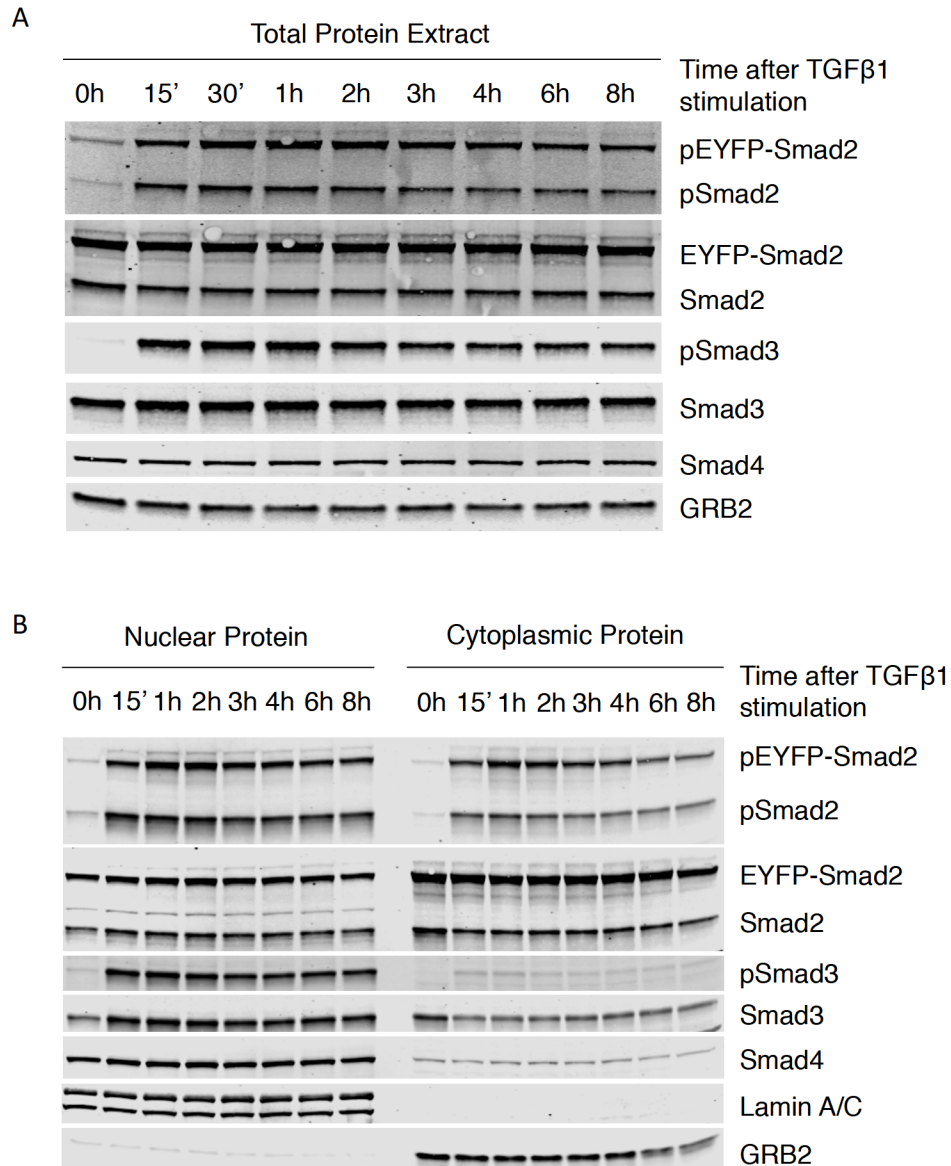 A
Total Protein Extract
Time after TGFβ1
stimulation
0h 15’ 30’ 1h 2h 3h 4h 6h 8h
pEYFP-Smad2
pSmad2
EYFP-Smad2
Smad2
pSmad3
Smad3
Smad4
GRB2
B
Nuclear Protein
Cytoplasmic Protein
Time after TGFβ1
stimulation
0h 15’ 1h 2h 3h 4h 6h 8h
0h 15’ 1h 2h 3h 4h 6h 8h
pEYFP-Smad2
pSmad2
EYFP-Smad2
Smad2
pSmad3
Smad3
Smad4
Lamin A/C
GRB2